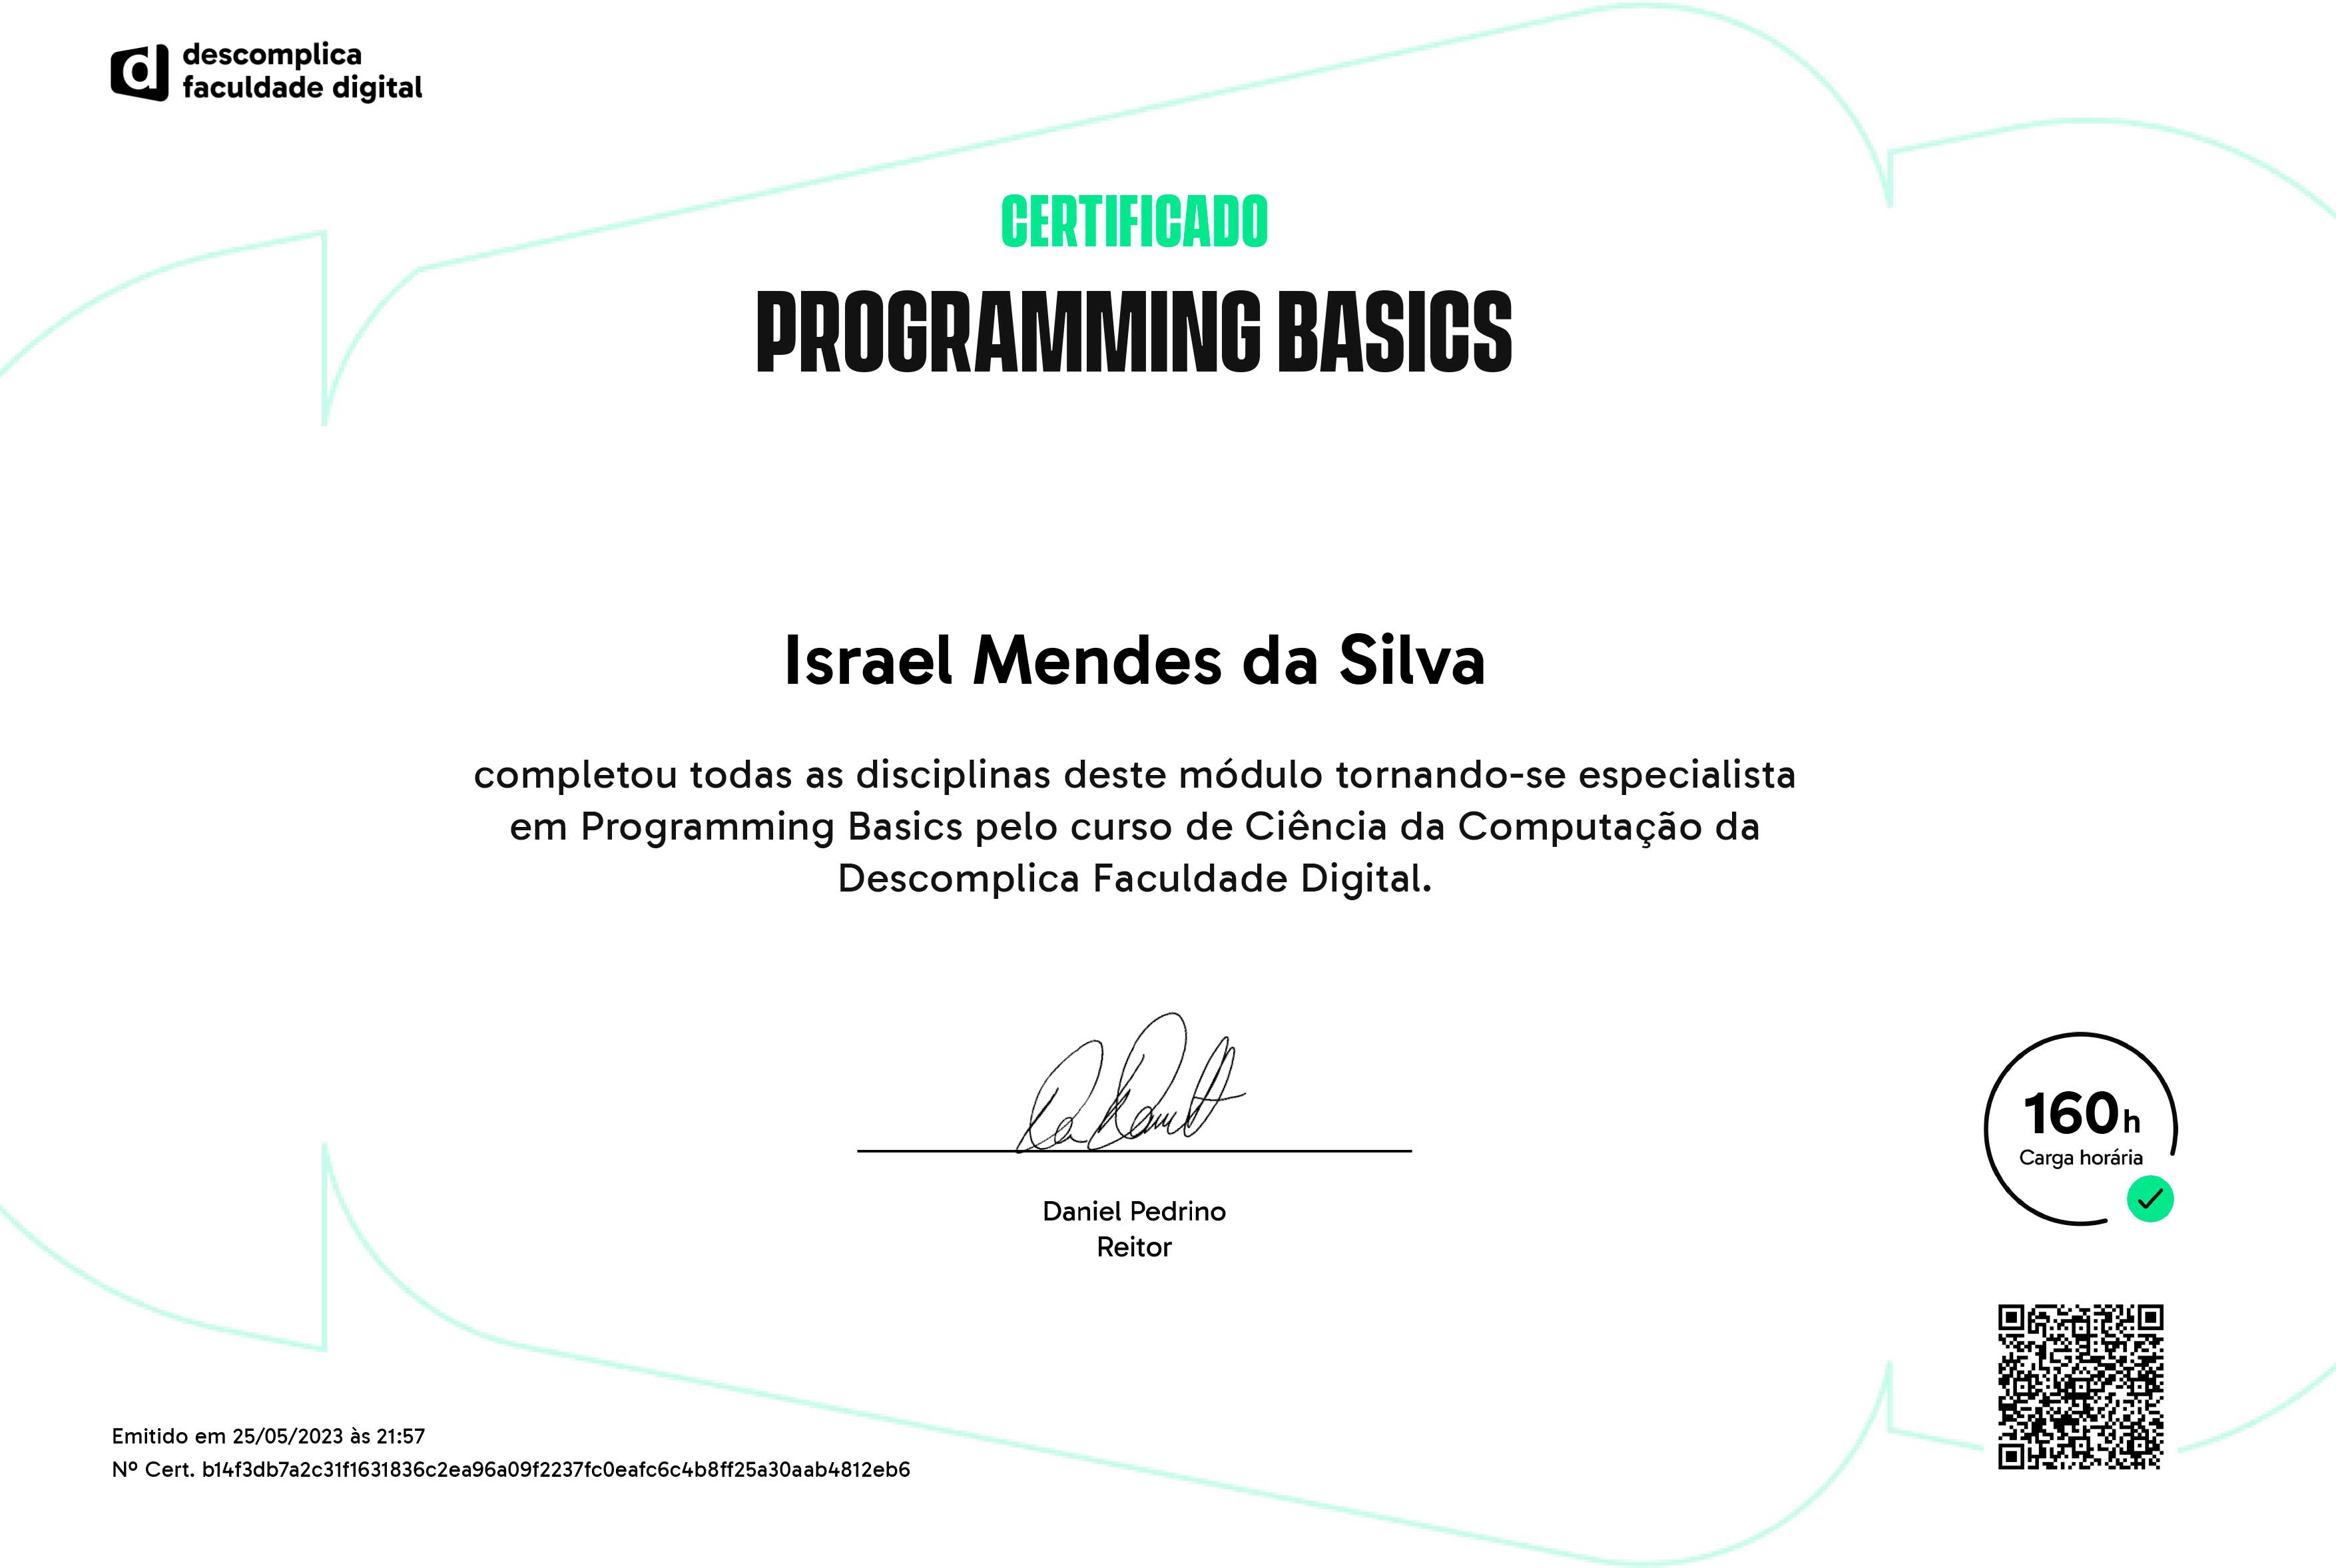 descomplica
faculdade digital
CERTIFICADO
PROGRAMMING BASICS
Israel Mendes da Silva
completou todas as disciplinas deste módulo tornando-se especialista
em Programming Basics pelo curso de Ciência da Computação da
Descomplica Faculdade Digital.
Daniel Pedrino
Reitor
160h
Carga horária
Emitido em 25/05/2023 às 21:57
Nº Cert. b14f3db7a2c31f1631836c2ea96a09f2237fc0eafc6c4b8ff25a30aab4812eb6